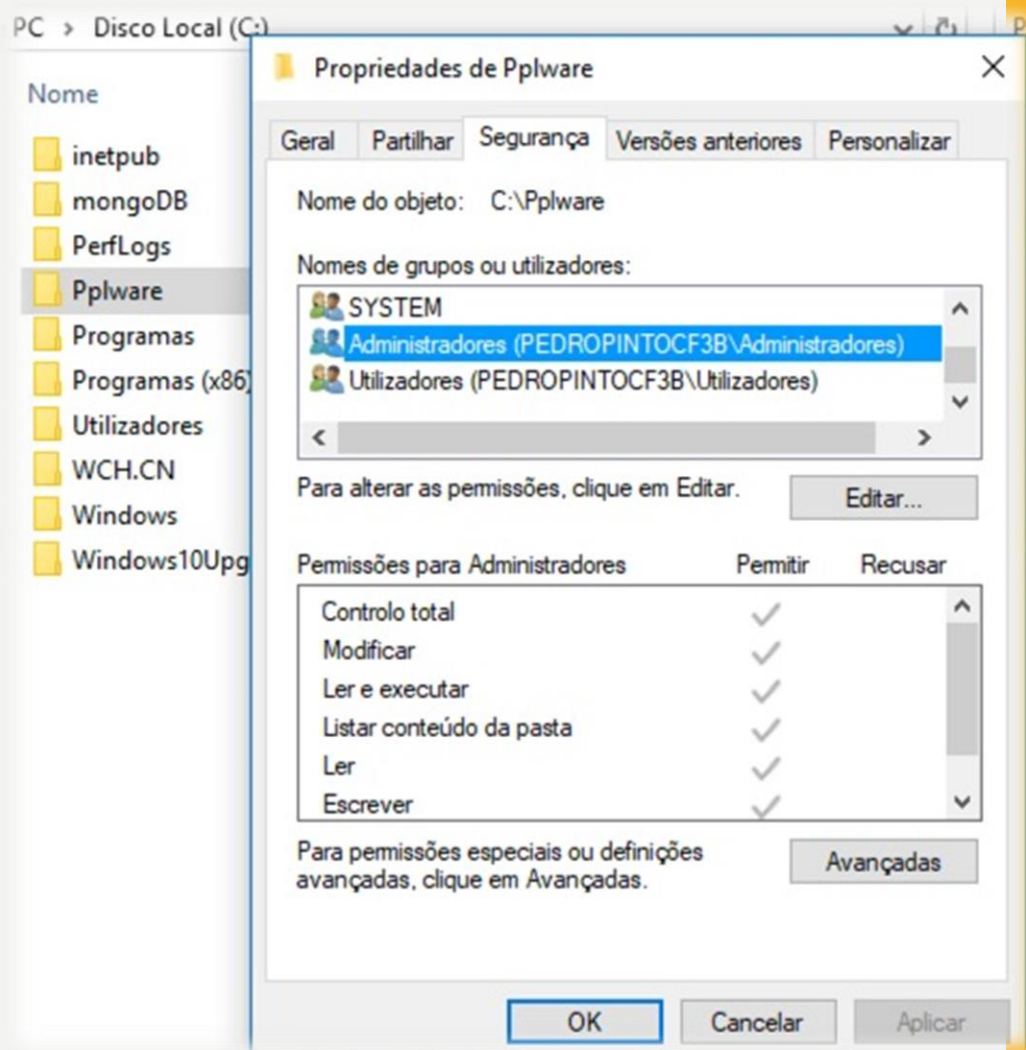 PC > Disco Local (C:)
Nome
inetpub
mongoDB
PerfLogs
Pplware
Programas
Programas (x86)
Utilizadores
WCH.CN
Windows
Windows10Upg
Propriedades de Pplware
Geral Partilhar Segurança Versões anteriores Personalizar
Nome do objeto: C:\Pplware
Nomes de grupos ou utilizadores:
SYSTEM
Administradores (PEDROPINTOCF3B\Administradores)
Utilizadores (PEDROPINTOCF3B\Utilizadores)
Para alterar as permissões, clique em Editar. Editar...
Permissões para Administradores Permitir Recusar
Controlo total
Modificar
Ler e executar
Listar conteúdo da pasta
Ler
Escrever
Para permissões especiais ou definições
avançadas, clique em Avançadas.
Avançadas
OK Cancelar Aplicar